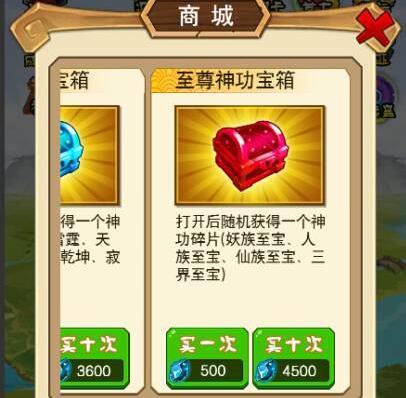 商城
宝箱
得一个神
雪霆、天
乾坤、寂
买十次
3600
至尊神功宝箱
打开后随机获得一个神
功碎片(妖族至宝、人
族至宝、仙族至宝、三
界至宝)
买一次
500
买十次
4500